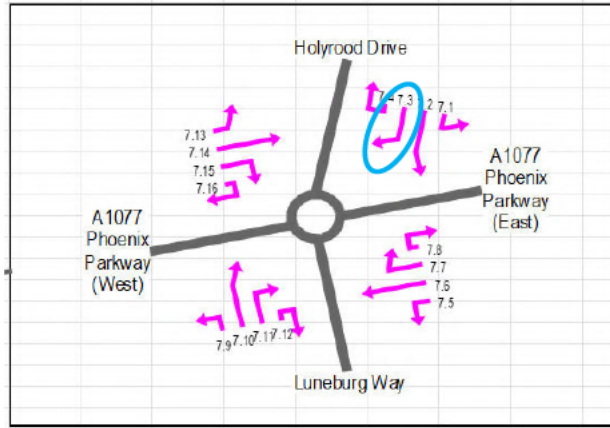 Holyrood Drive
7.4 7.3 7.2 7.1
7.13
7.14
7.15
7.16
A1077
Phoenix
Parkway
(East)
A1077
Phoenix
Parkway
(West)
7.8
7.7
7.6
7.5
7.9 7.10 7.11 7.12
Luneburg Way